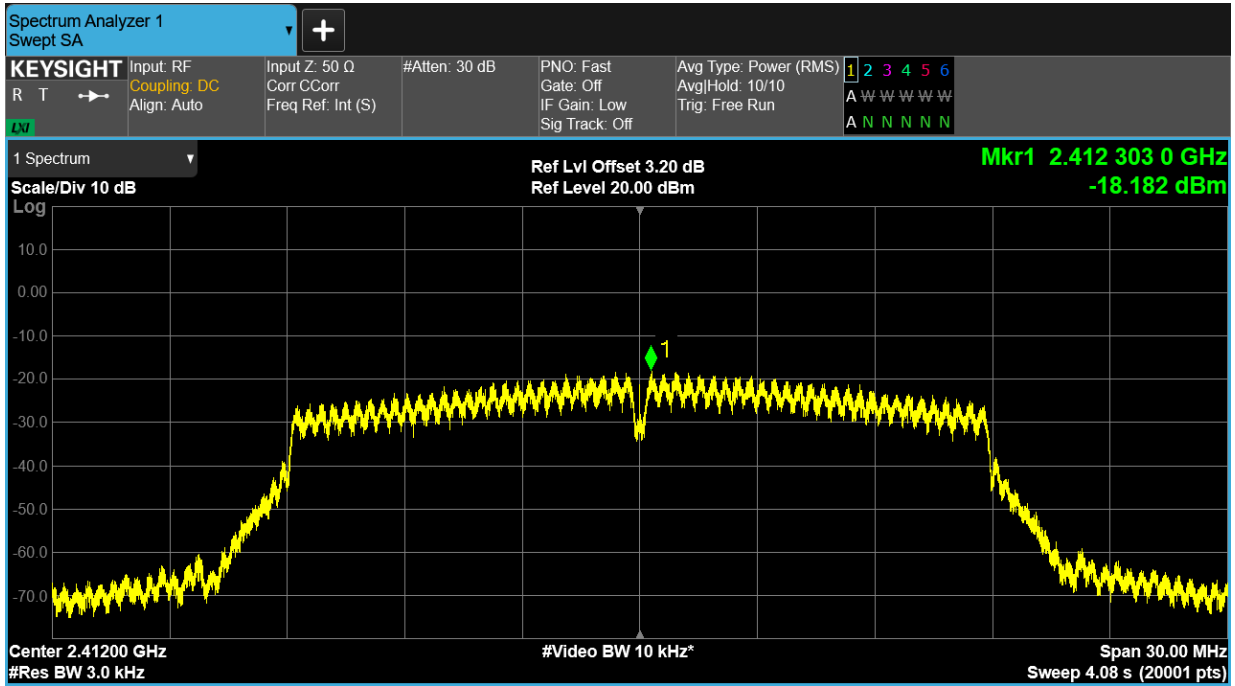 Spectrum Analyzer 1
Swept SA
▼
+
KEYSIGHT
R T
LXI
Input: RF
Coupling: DC
Align: Auto
Input Z: 50 Ω
Corr CCorr
Freq Ref: Int (S)
#Atten: 30 dB
PNO: Fast
Gate: Off
IF Gain: Low
Sig Track: Off
Avg Type: Power (RMS)
Avg|Hold: 10/10
Trig: Free Run
1 2 3 4 5 6
A W W W W W
A N N N N N
1 Spectrum ▼
Scale/Div 10 dB
Log
Ref Lvl Offset 3.20 dB
Ref Level 20.00 dBm
Mkr1 2.412 303 0 GHz
-18.182 dBm
10.0
0.00
-10.0
-20.0
-30.0
-40.0
-50.0
-60.0
-70.0
1
Center 2.41200 GHz
#Res BW 3.0 kHz
#Video BW 10 kHz*
Span 30.00 MHz
Sweep 4.08 s (20001 pts)